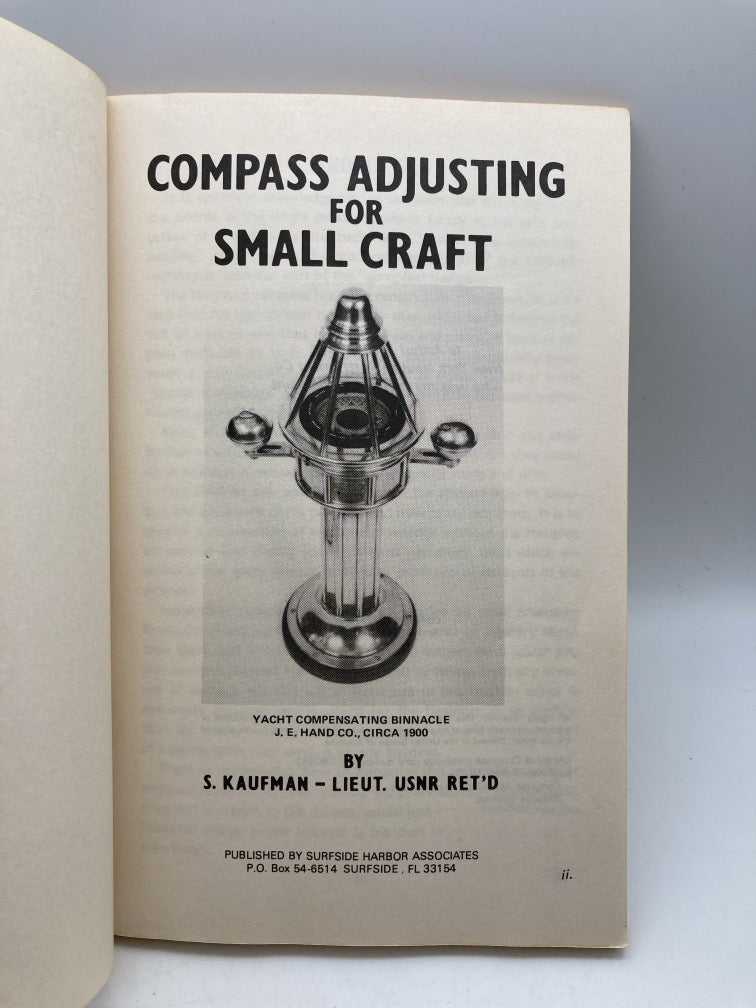 COMPASS ADJUSTING
FOR
SMALL CRAFT
YACHT COMPENSATING BINNACLE
J. E. HAND CO., CIRCA 1900
BY
S. KAUFMAN – LIEUT. USNR RET'D
PUBLISHED BY SURFSIDE HARBOR ASSOCIATES
P.O. Box 54-6514 SURFSIDE, FL 33154
ii.